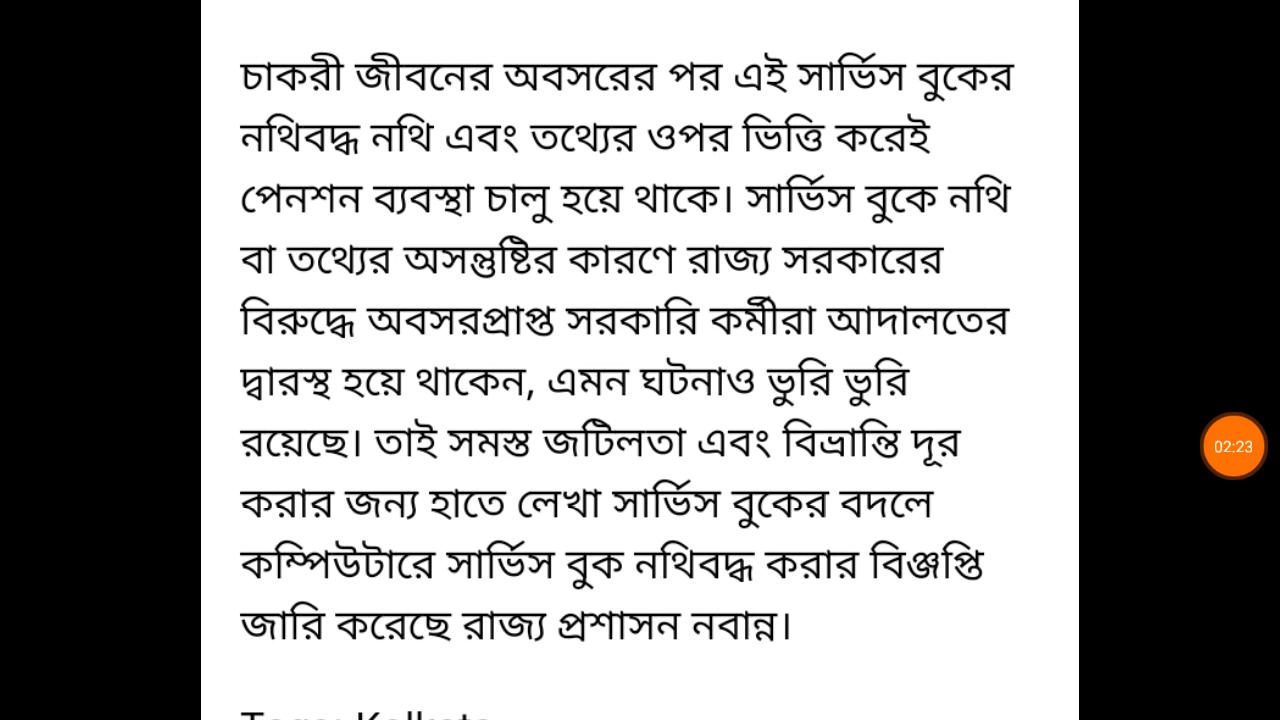 চাকরী জীবনের অবসরের পর এই সার্ভিস বুকের
নথিবদ্ধ নথি এবং তথ্যের ওপর ভিত্তি করেই
পেনশন ব্যবস্থা চালু হয়ে থাকে। সার্ভিস বুকে নথি
বা তথ্যের অসন্তুষ্টির কারণে রাজ্য সরকারের
বিরুদ্ধে অবসরপ্রাপ্ত সরকারি কর্মীরা আদালতের
দ্বারস্থ হয়ে থাকেন, এমন ঘটনাও ভুরি ভুরি
রয়েছে। তাই সমস্ত জটিলতা এবং বিভ্রান্তি দূর
করার জন্য হাতে লেখা সার্ভিস বুকের বদলে
কম্পিউটারে সার্ভিস বুক নথিবদ্ধ করার বিঞ্জপ্তি
জারি করেছে রাজ্য প্রশাসন নবান্ন।
02:23